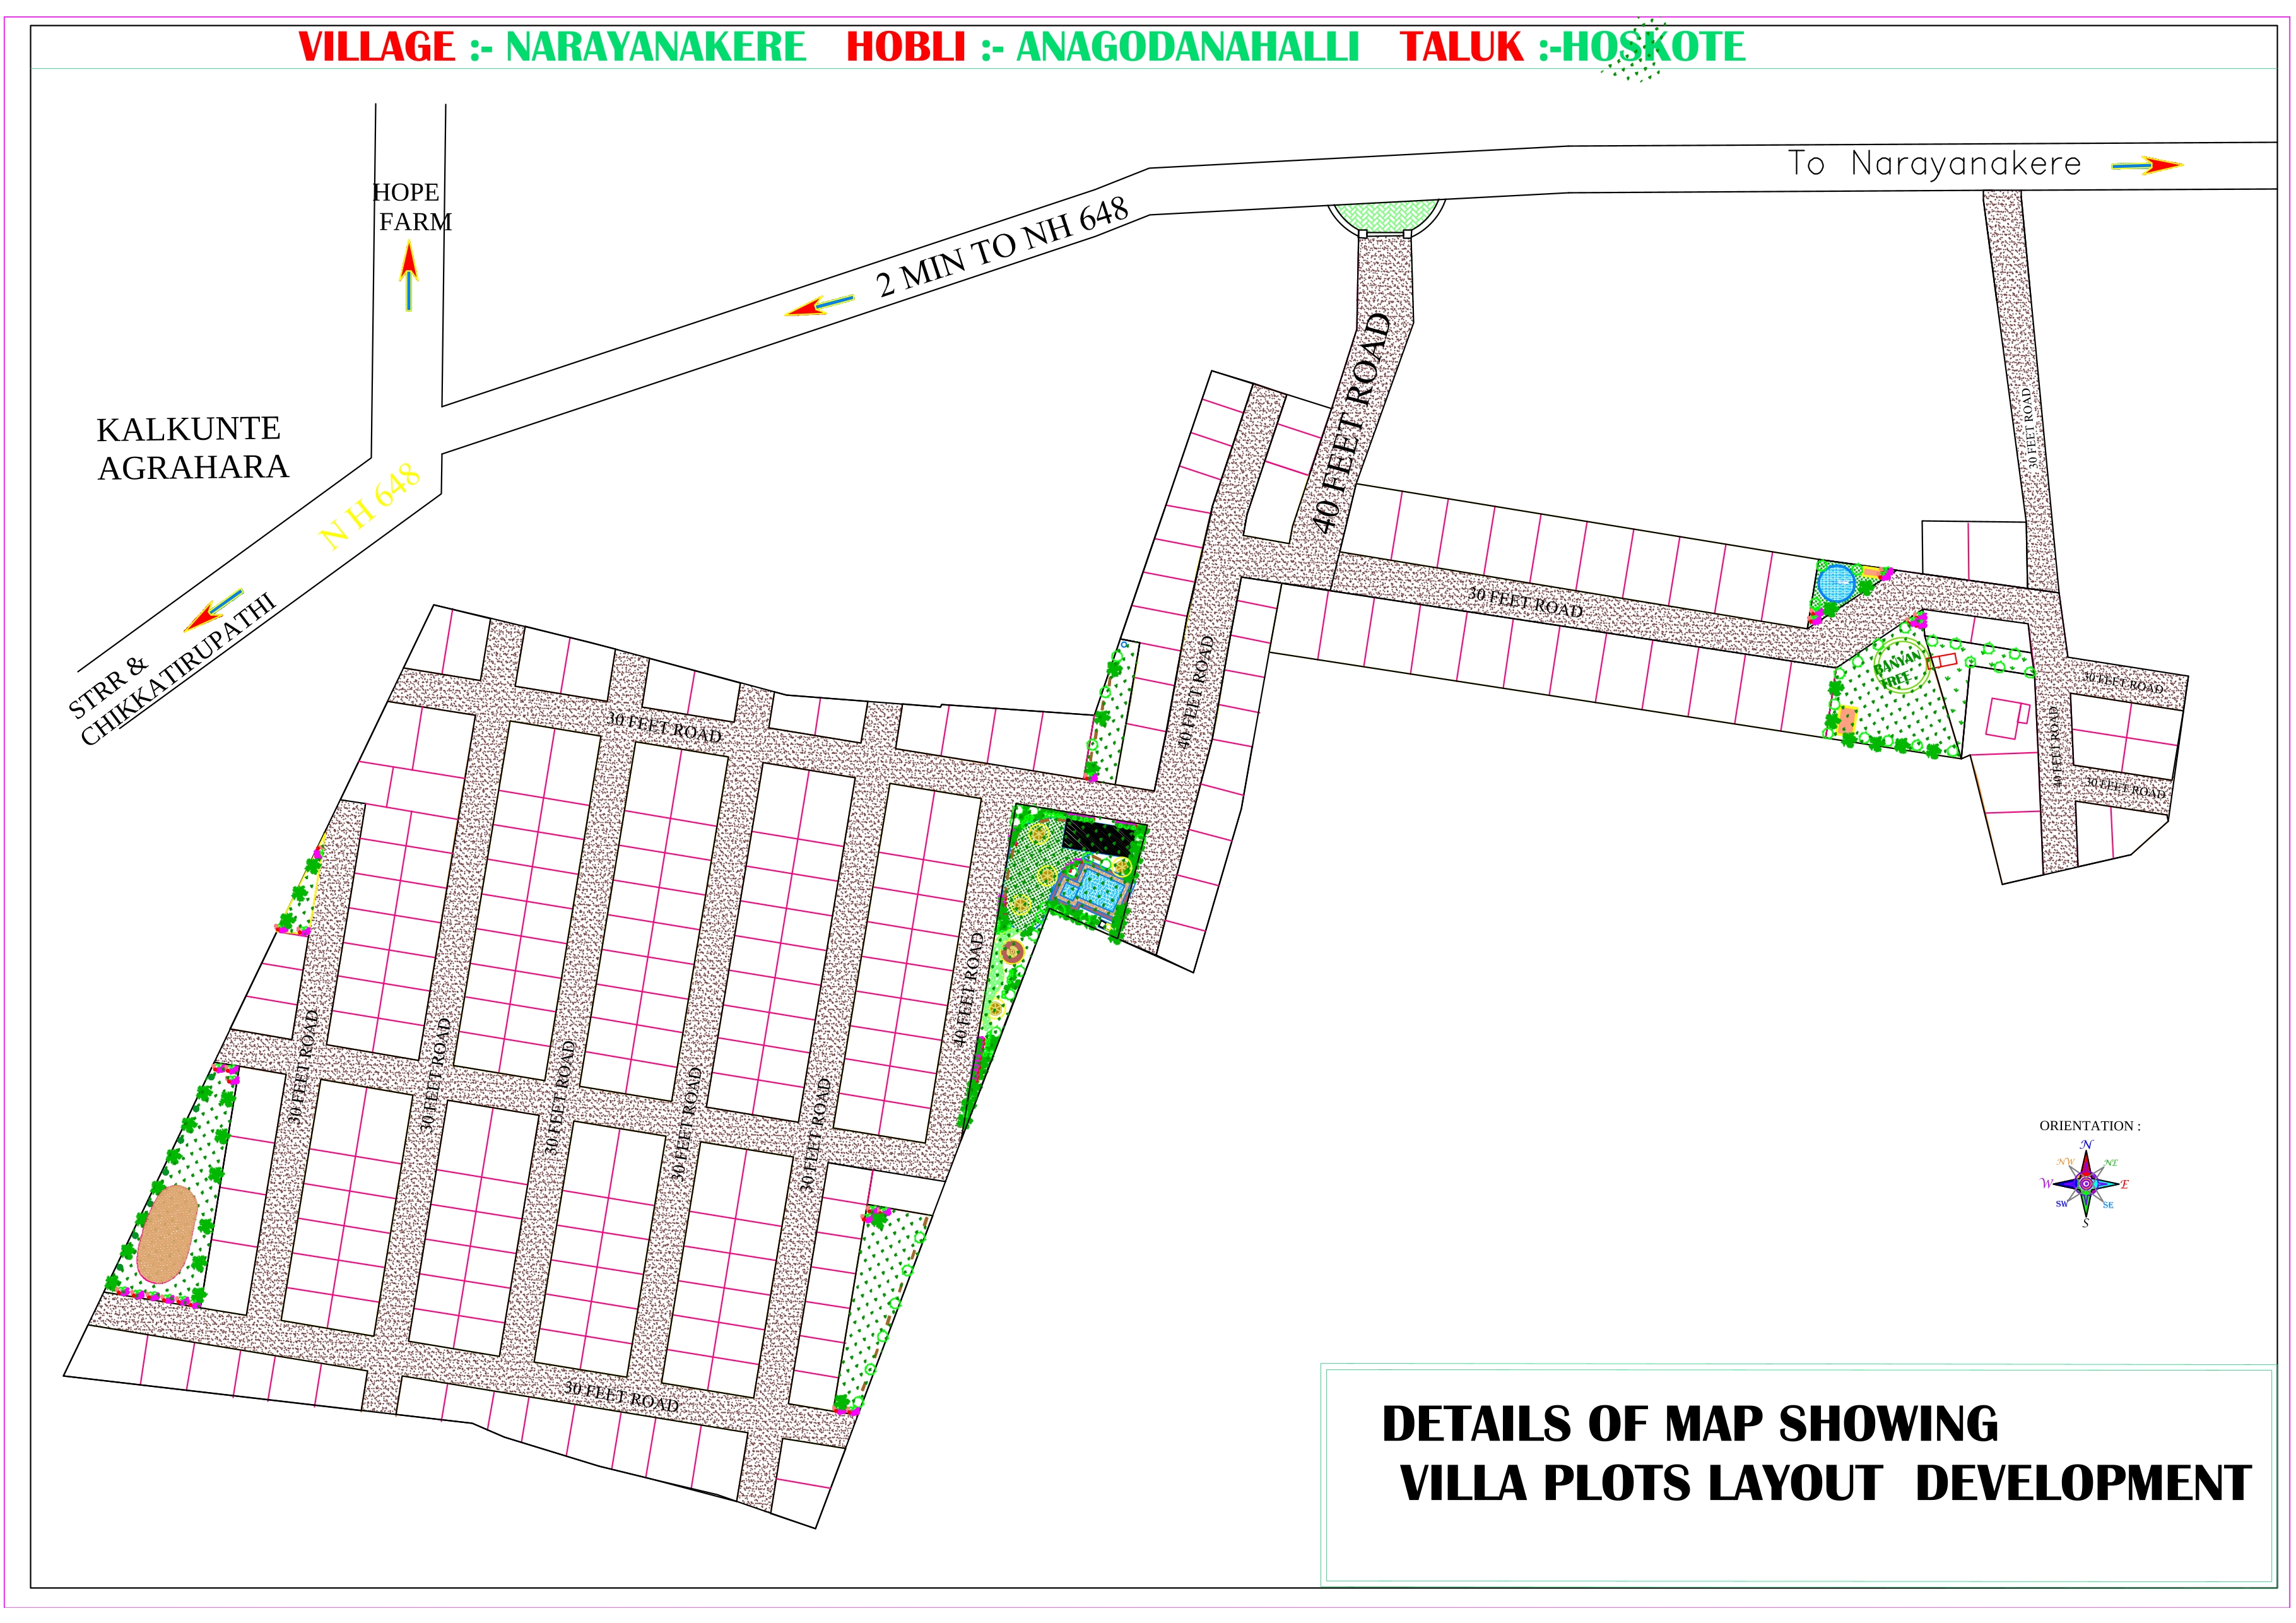 VILLAGE :- NARAYANAKERE HOBLI :- ANAGODANAHALLI TALUK :-HOSKOTE
To Narayanakere
HOPE
FARM
2 MIN TO NH 648
KALKUNTE
AGRAHARA
N H 648
STRR &
CHIKKATIRUPATHI
40 FEET ROAD
30 FEET ROAD
30 FEET ROAD
40 FEET ROAD
BANYAN
TREE
30 FEET ROAD
40 FEET ROAD
30 FEET ROAD
30 FEET ROAD
40 FEET ROAD
30 FEET ROAD
30 FEET ROAD
30 FEET ROAD
30 FEET ROAD
30 FEET ROAD
30 FEET ROAD
ORIENTATION :
N
NW
NE
W
E
SW
SE
S
DETAILS OF MAP SHOWING
VILLA PLOTS LAYOUT DEVELOPMENT